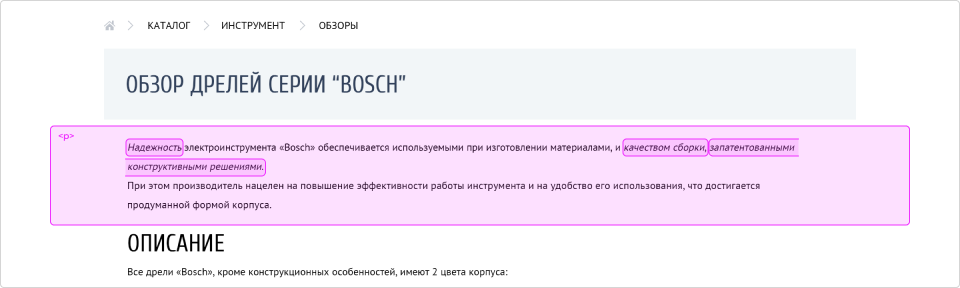 КАТАЛОГ ИНСТРУМЕНТ ОБЗОРЫ
ОБЗОР ДРЕЛЕЙ СЕРИИ “BOSCH”
<p>
Надежность электроинструмента «Bosch» обеспечивается используемыми при изготовлении материалами, и качеством сборки, запатентованными
конструктивными решениями.
При этом производитель нацелен на повышение эффективности работы инструмента и на удобство его использования, что достигается
продуманной формой корпуса.
ОПИСАНИЕ
Все дрели «Bosch», кроме конструкционных особенностей, имеют 2 цвета корпуса: